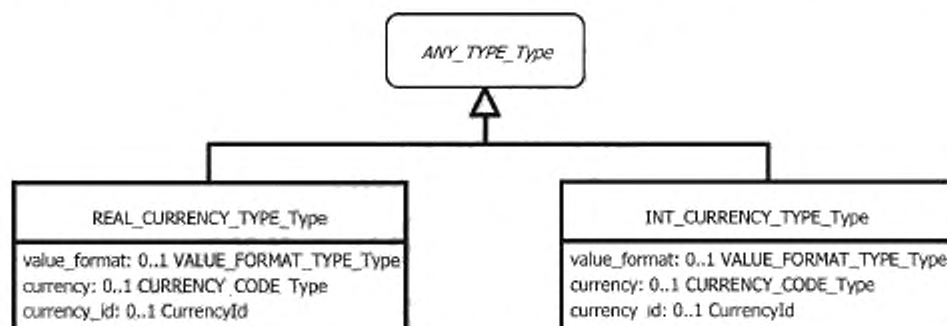 ANY_TYPE_Type
REAL_CURRENCY_TYPE_Type
value_format: 0..1 VALUE_FORMAT_TYPE_Type
currency: 0..1 CURRENCY_CODE_Type
currency_id: 0..1 CurrencyId
INT_CURRENCY_TYPE_Type
value_format: 0..1 VALUE_FORMAT_TYPE_Type
currency: 0..1 CURRENCY_CODE_Type
currency_id: 0..1 CurrencyId